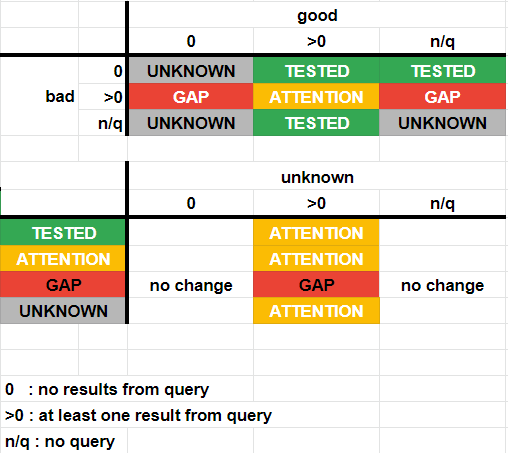 good
0 >0 n/q
0 UNKNOWN TESTED TESTED
bad >0 GAP ATTENTION GAP
n/q UNKNOWN TESTED UNKNOWN
unknown
0 >0 n/q
TESTED ATTENTION
ATTENTION ATTENTION
GAP no change GAP no change
UNKNOWN ATTENTION
0 : no results from query
>0 : at least one result from query
n/q : no query